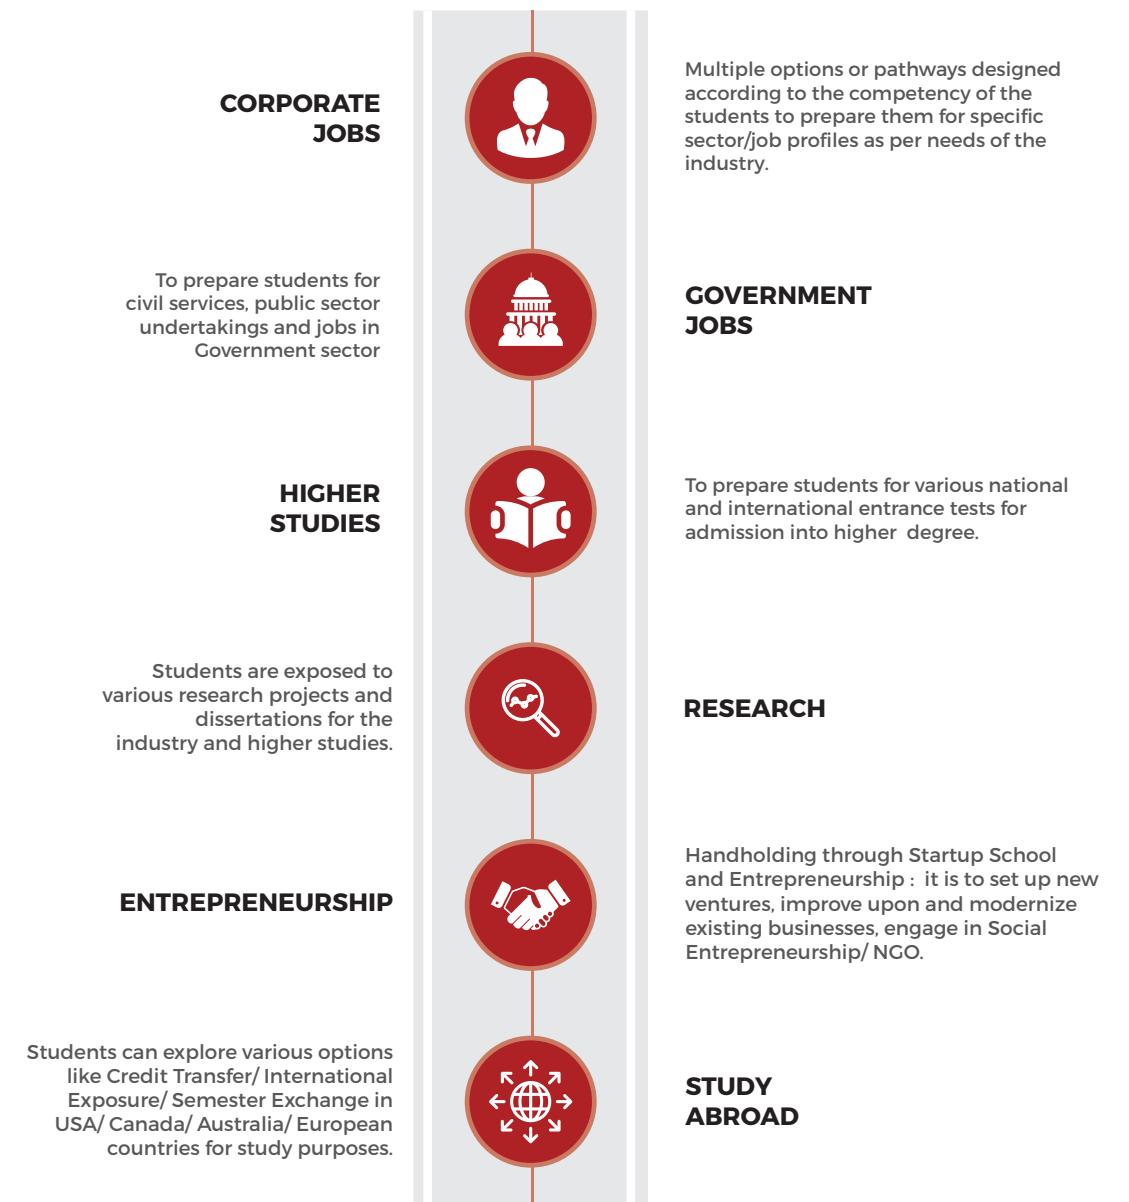 CORPORATE
JOBS
Multiple options or pathways designed
according to the competency of the
students to prepare them for specific
sector/job profiles as per needs of the
industry.
To prepare students for
civil services, public sector
undertakings and jobs in
Government sector
GOVERNMENT
JOBS
HIGHER
STUDIES
To prepare students for various national
and international entrance tests for
admission into higher  degree.
Students are exposed to
various research projects and
dissertations for the
industry and higher studies.
RESEARCH
ENTREPRENEURSHIP
Handholding through Startup School
and Entrepreneurship :  it is to set up new
ventures, improve upon and modernize
existing businesses, engage in Social
Entrepreneurship/ NGO.
Students can explore various options
like Credit Transfer/ International
Exposure/ Semester Exchange in
USA/ Canada/ Australia/ European
countries for study purposes.
STUDY
ABROAD